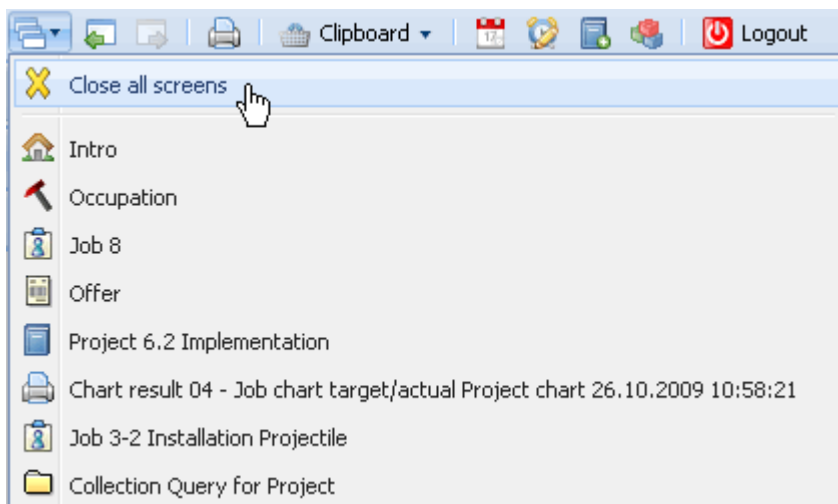 Clipboard
17
Logout
Close all screens
Intro
Occupation
Job 8
Offer
Project 6.2 Implementation
Chart result 04 - Job chart target/actual Project chart 26.10.2009 10:58:21
Job 3-2 Installation Projectile
Collection Query for Project